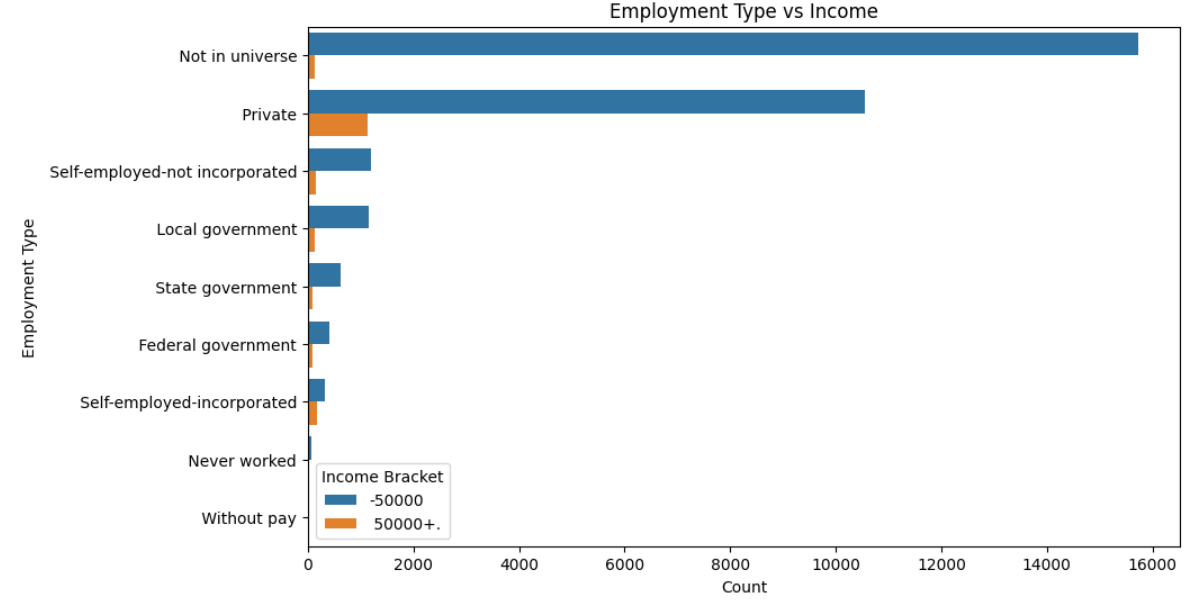 Employment Type vs Income
Employment Type
Not in universe
Private
Self-employed-not incorporated
Local government
State government
Federal government
Self-employed-incorporated
Never worked
Without pay
Income Bracket
-50000
50000+.
0 2000 4000 6000 8000 10000 12000 14000 16000
Count